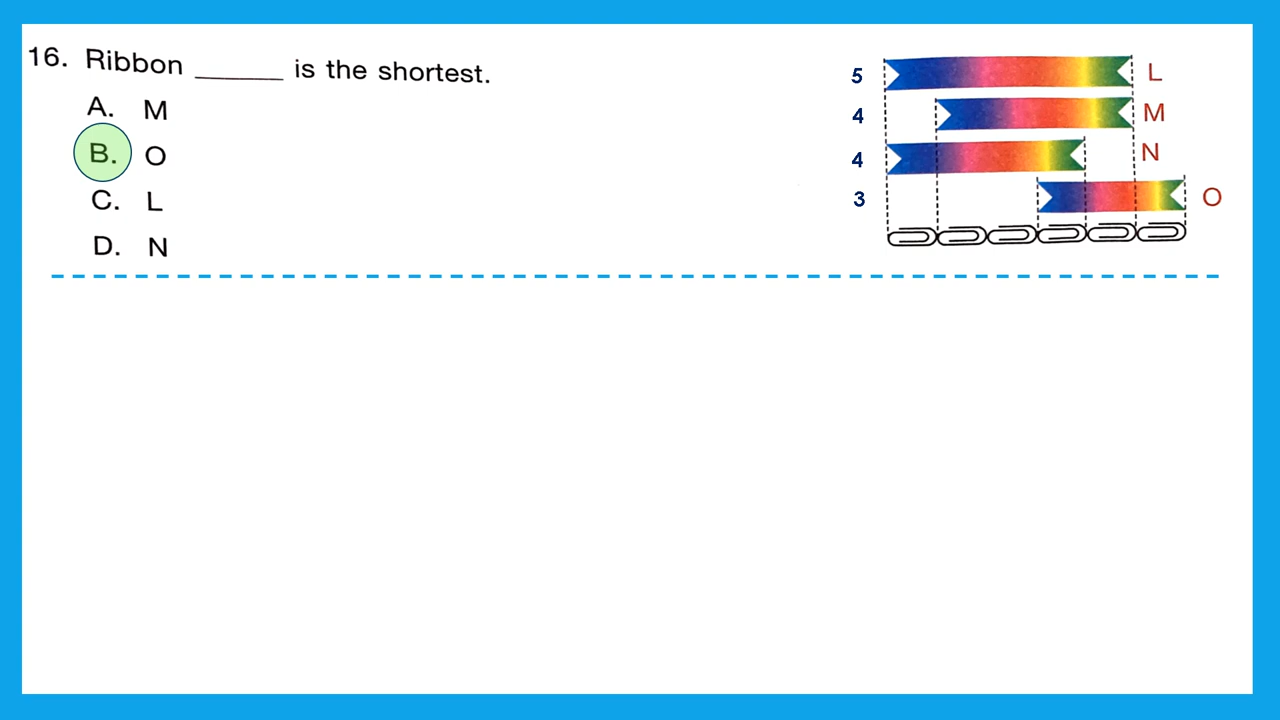 16. Ribbon ______ is the shortest.
A. M
B. O
C. L
D. N
5 L
4 M
4 N
3 O